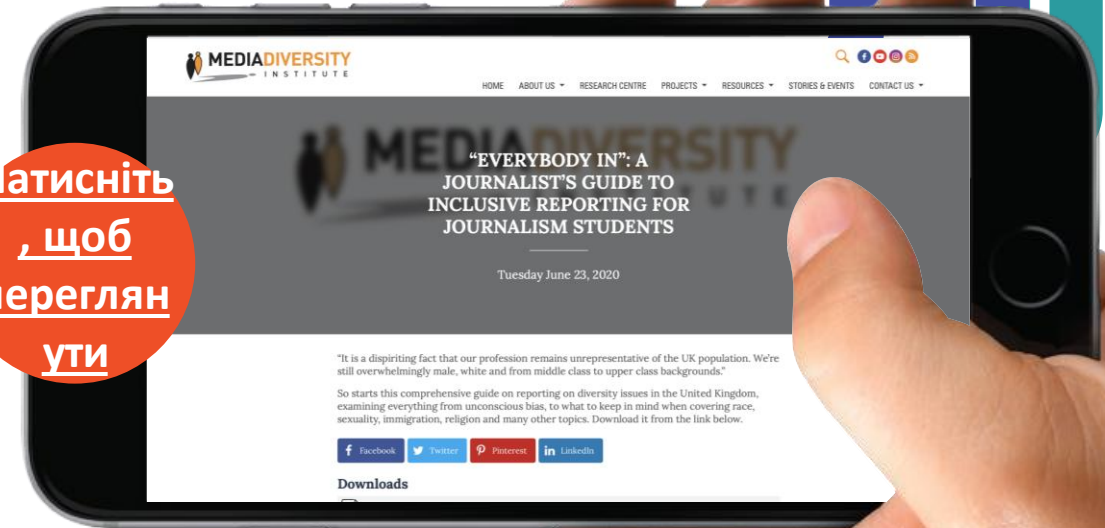 MEDIADIVERSITY
INSTITUTE
HOME ABOUT US RESEARCH CENTRE PROJECTS RESOURCES STORIES & EVENTS CONTACT US
“EVERYBODY IN”: A
JOURNALIST’S GUIDE TO
INCLUSIVE REPORTING FOR
JOURNALISM STUDENTS
Tuesday June 23, 2020
Натисніть
, щоб
переглян
ути
“It is a dispiriting fact that our profession remains unrepresentative of the UK population. We’re
still overwhelmingly male, white and from middle class to upper class backgrounds.”
So starts this comprehensive guide on reporting on diversity issues in the United Kingdom,
examining everything from unconscious bias, to what to keep in mind when covering race,
sexuality, immigration, religion and many other topics. Download it from the link below.
Facebook Twitter Pinterest LinkedIn
Downloads